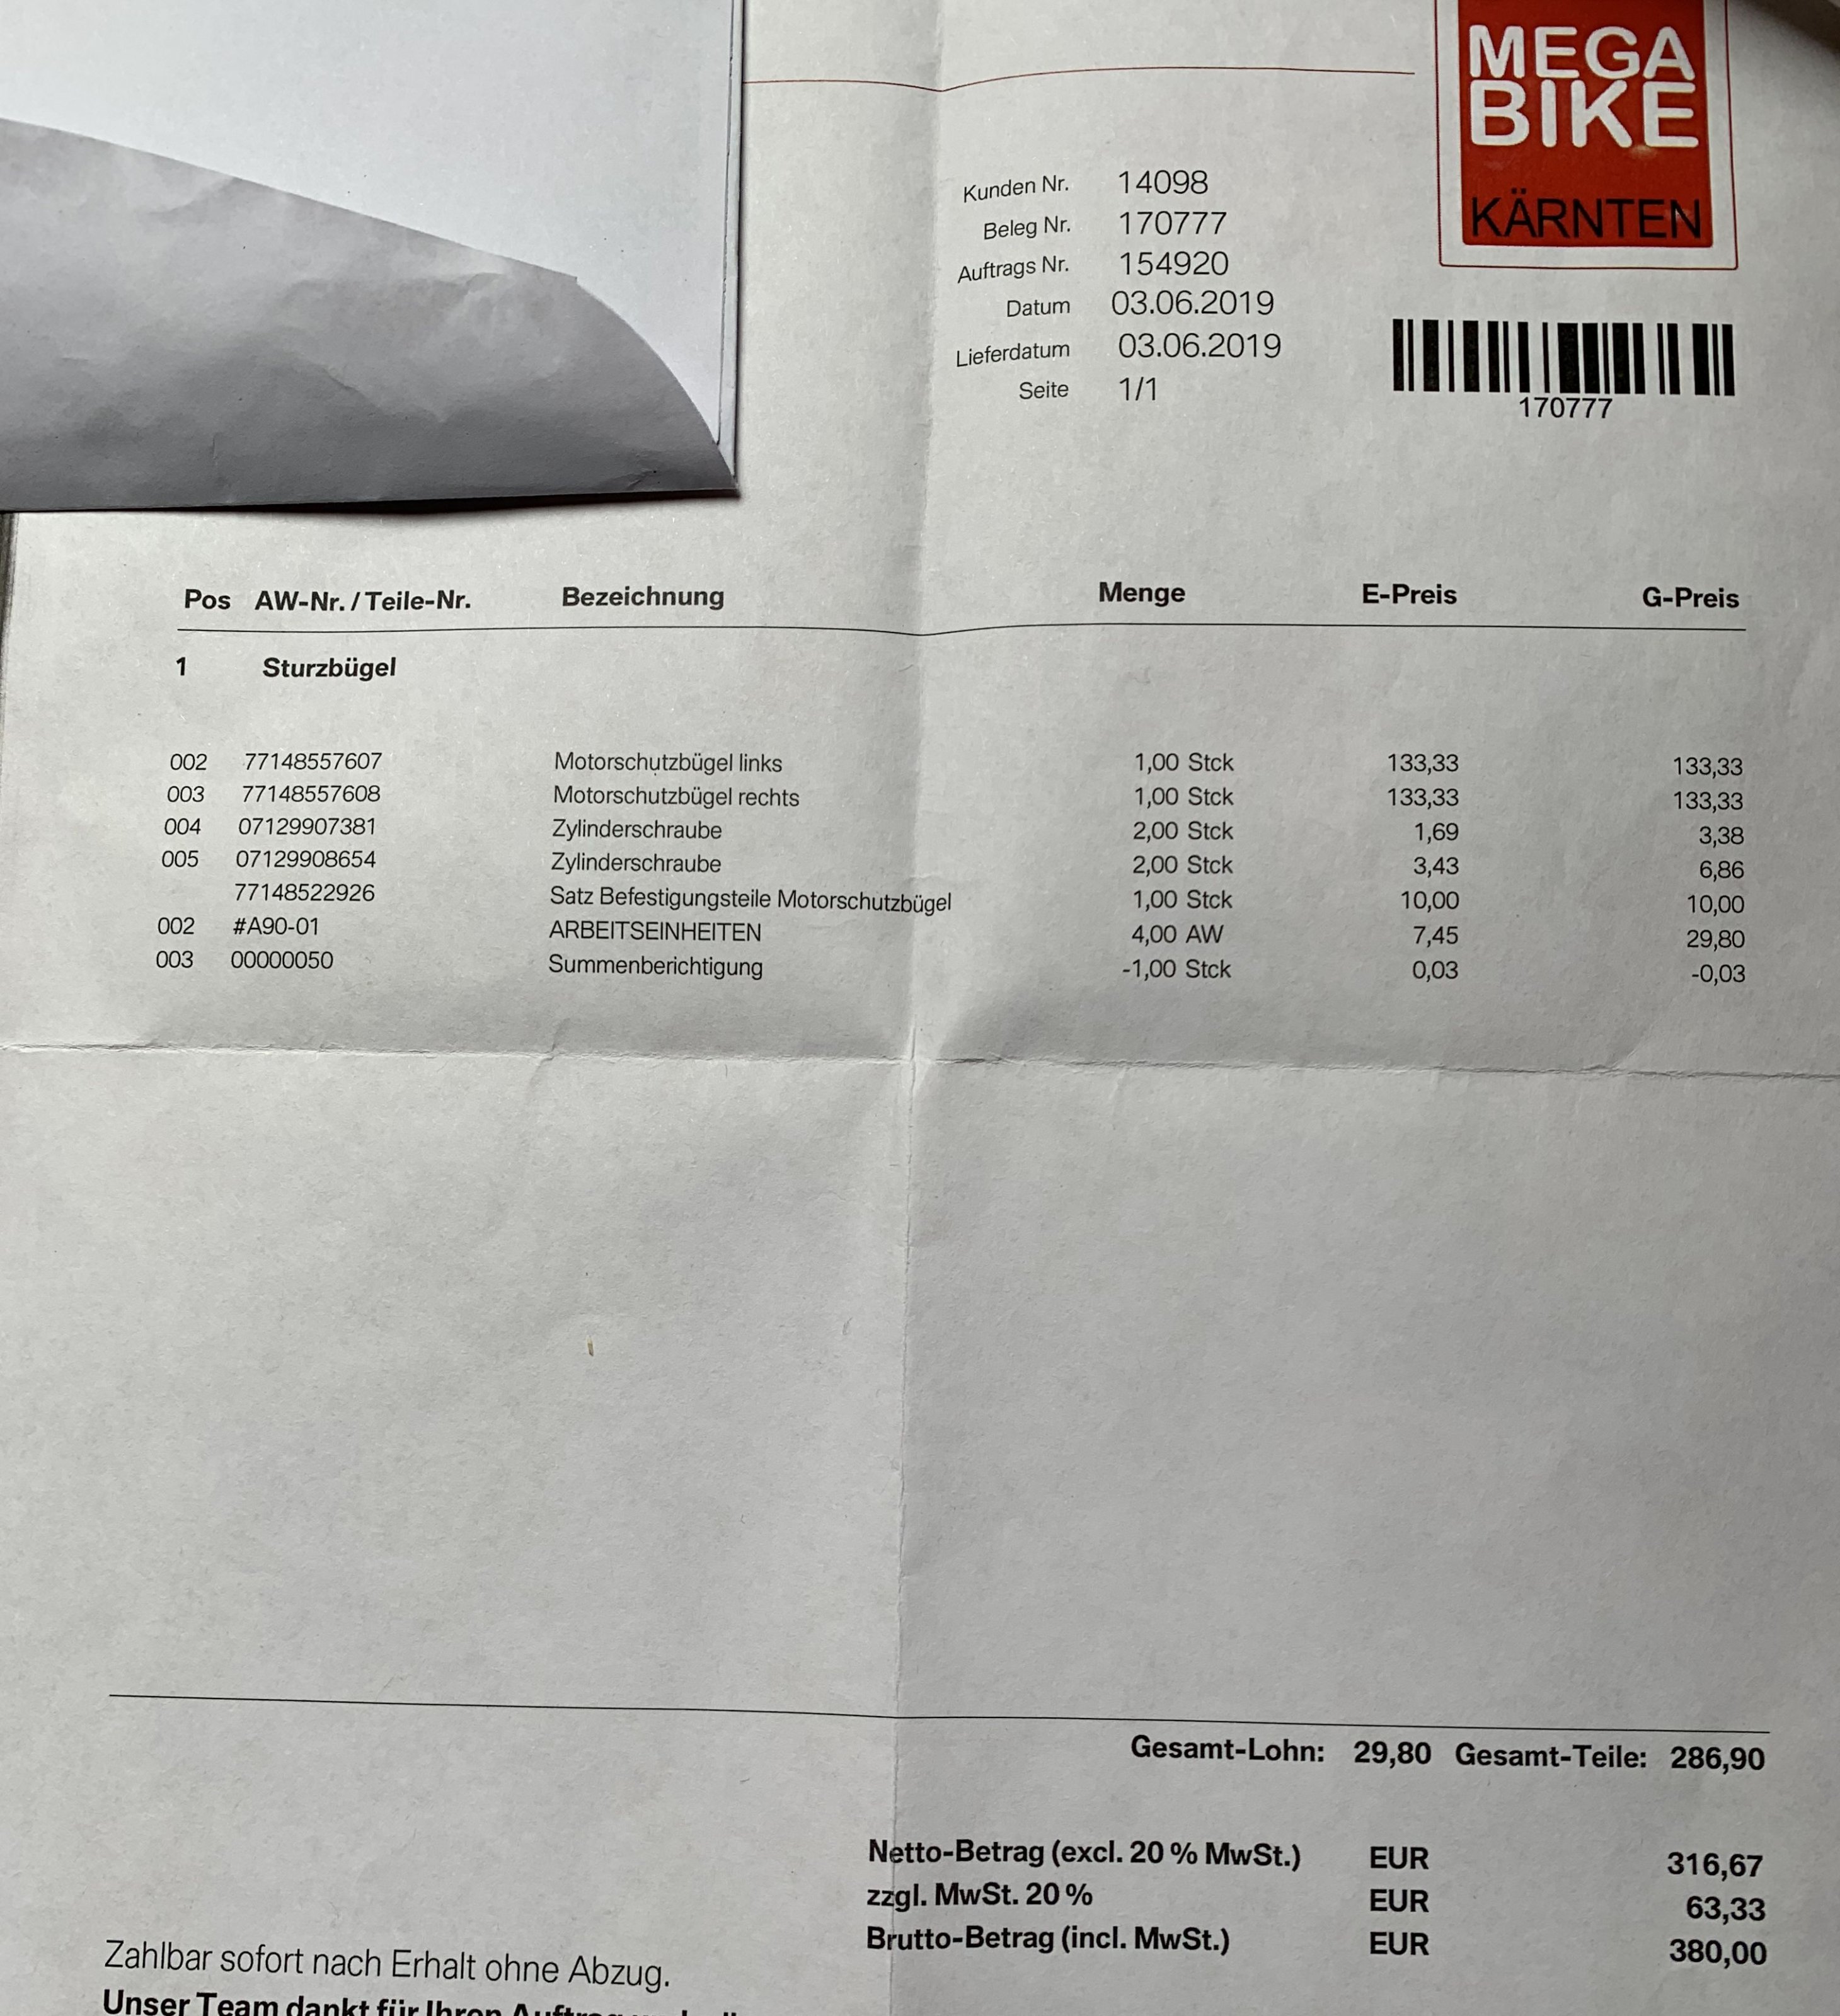 MEGA
BIKE
KÄRNTEN
Kunden Nr. 14098
Beleg Nr. 170777
Auftrags Nr. 154920
Datum 03.06.2019
Lieferdatum 03.06.2019
Seite 1/1
170777
Pos AW-Nr. / Teile-Nr. Bezeichnung Menge E-Preis G-Preis
1 Sturzbügel
002 77148557607 Motorschutzbügel links 1,00 Stck 133,33 133,33
003 77148557608 Motorschutzbügel rechts 1,00 Stck 133,33 133,33
004 07129907381 Zylinderschraube 2,00 Stck 1,69 3,38
005 07129908654 Zylinderschraube 2,00 Stck 3,43 6,86
77148522926 Satz Befestigungsteile Motorschutzbügel 1,00 Stck 10,00 10,00
002 #A90-01 ARBEITSEINHEITEN 4,00 AW 7,45 29,80
003 00000050 Summenberichtigung -1,00 Stck 0,03 -0,03
Gesamt-Lohn: 29,80 Gesamt-Teile: 286,90
Netto-Betrag (excl. 20 % MwSt.) EUR 316,67
zzgl. MwSt. 20 % EUR 63,33
Brutto-Betrag (incl. MwSt.) EUR 380,00
Zahlbar sofort nach Erhalt ohne Abzug.
Unser Team dankt für Ihren